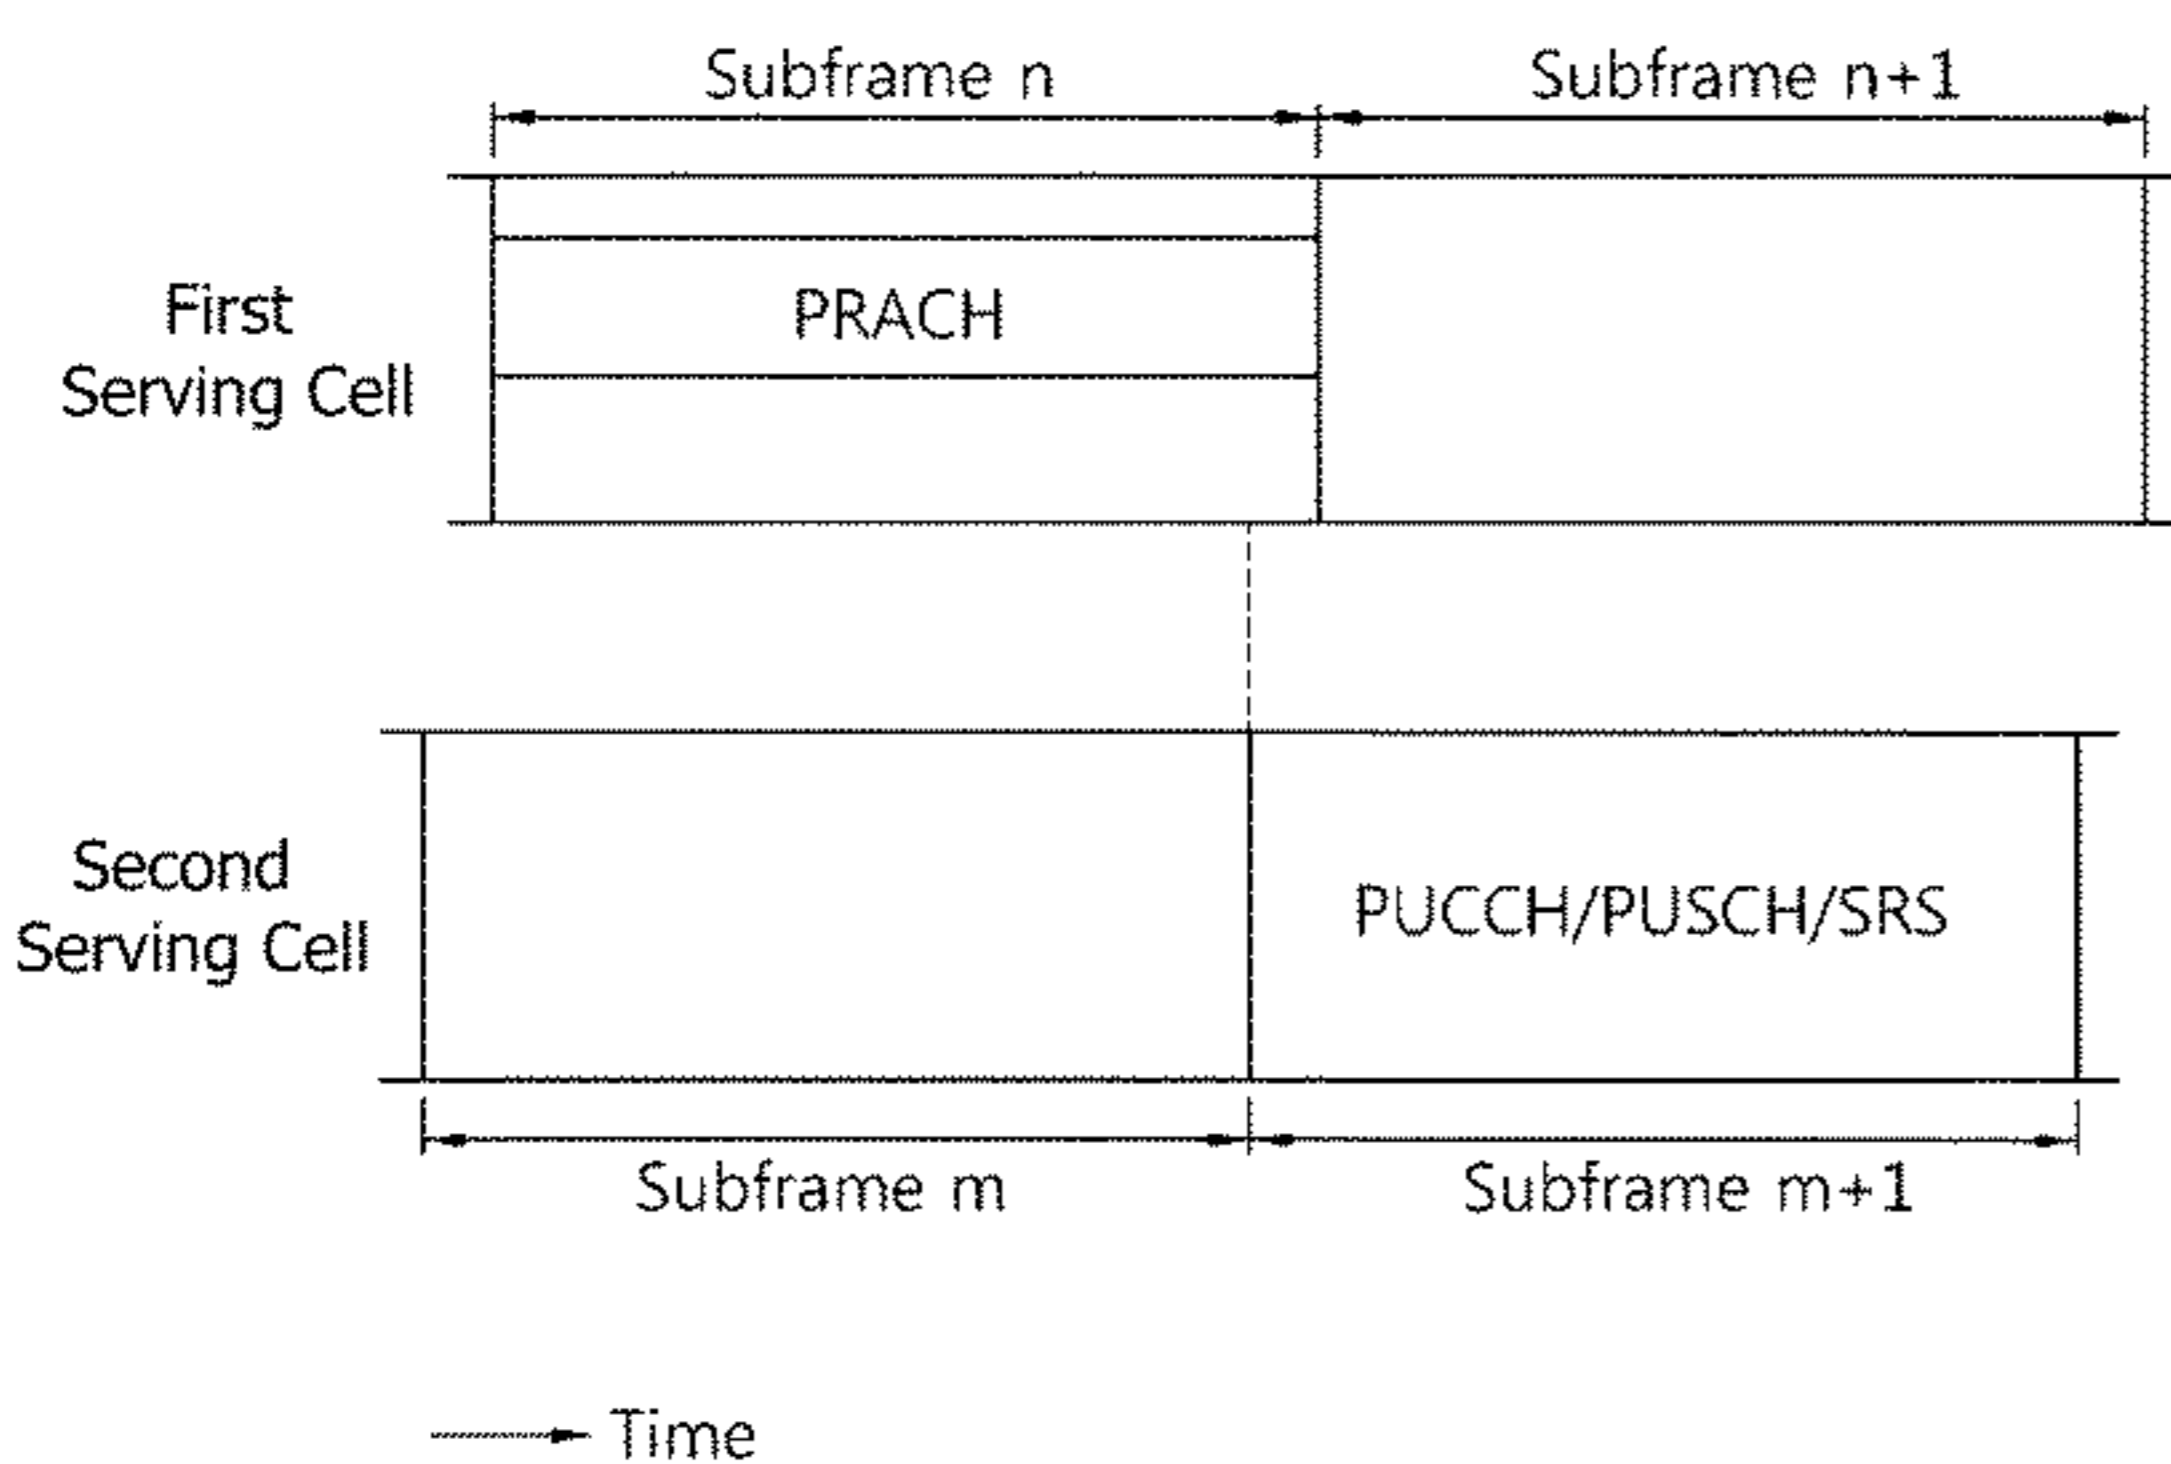 Subframe n
Subframe n+1
First
Serving Cell
PRACH
Second
Serving Cell
PUCCH/PUSCH/SRS
Subframe m
Subframe m+1
Time